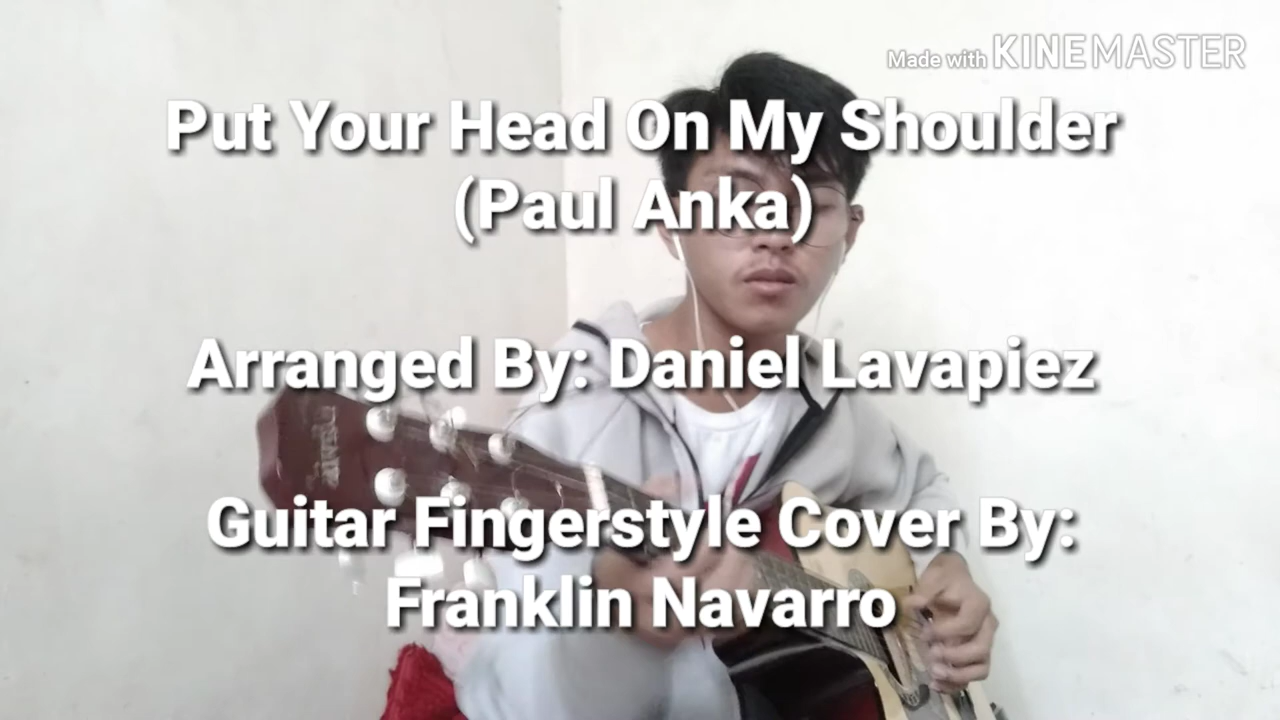 Made with KINEMASTER
Put Your Head On My Shoulder
(Paul Anka)
Arranged By: Daniel Lavapiez
Guitar Fingerstyle Cover By:
Franklin Navarro